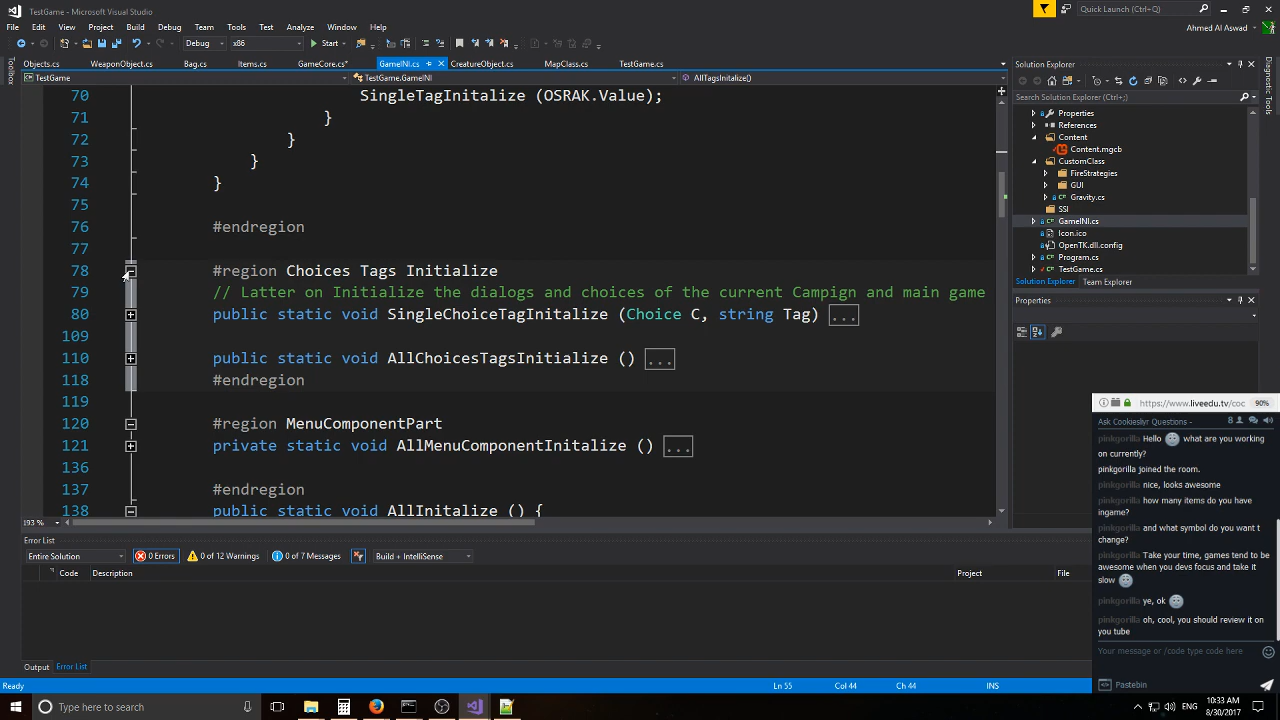 TestGame - Microsoft Visual Studio
Quick Launch (Ctrl+Q)
File Edit View Project Build Debug Team Tools Test Analyze Window Help
Ahmed Al Aswad
Debug x86 Start
Objects.cs WeaponObject.cs Bag.cs Items.cs GameCore.cs* GameINI.cs CreatureObject.cs MapClass.cs TestGame.cs
TestGame TestGame.GameINI AllTagsInitalize()
Toolbox
70 SingleTagInitalize (OSRAK.Value);
71 }
72 }
73 }
74 }
75
76 #endregion
77
78 #region Choices Tags Initialize
79 // Latter on Initialize the dialogs and choices of the current Campign and main game
80 public static void SingleChoiceTagInitialize (Choice C, string Tag) ...
109
110 public static void AllChoicesTagsInitialize () ...
118 #endregion
119
120 #region MenuComponentPart
121 private static void AllMenuComponentInitalize () ...
136
137 #endregion
138 public static void AllInitalize () {
193 %
Solution Explorer
Search Solution Explorer (Ctrl+;)
Properties
References
Content
Content.mgcb
CustomClass
FireStrategies
GUI
Gravity.cs
SSI
GameINI.cs
Icon.ico
OpenTK.dll.config
Program.cs
TestGame.cs
Solution Explorer Team Explorer
Properties
Diagnostic Tools
Error List
Entire Solution 0 Errors 0 of 12 Warnings 0 of 7 Messages Build + IntelliSense
Code Description Project File
Output Error List
Ready Ln 55 Col 44 Ch 44 INS
https://www.liveedu.tv/coc 90%
Ask Cookieslyr Questions - 8
pinkgorilla Hello what are you working
on currently?
pinkgorilla joined the room.
pinkgorilla nice, looks awesome
pinkgorilla how many items do you have
ingame?
pinkgorilla and what symbol do you want t
change?
pinkgorilla Take your time, games tend to be
awesome when you devs focus and take it
slow
pinkgorilla ye, ok
pinkgorilla oh, cool, you should review it on
you tube
Your message or /code type code here
Pastebin
Type here to search
ENG
10:33 AM
8/30/2017